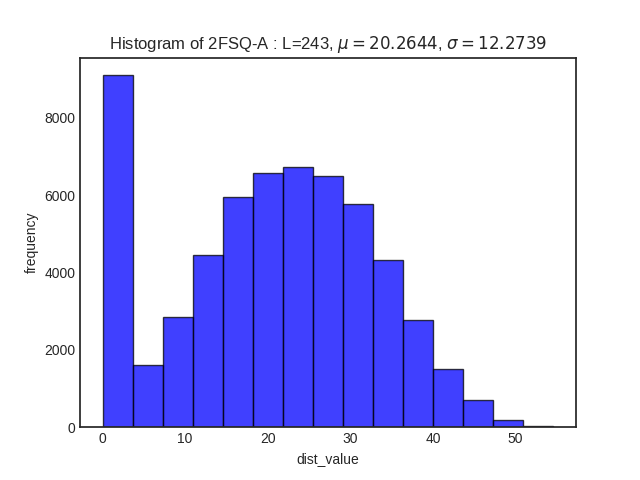 Histogram of 2FSQ-A : L=243, μ = 20.2644, σ = 12.2739
8000
6000
4000
2000
0
frequency
0 10 20 30 40 50
dist_value